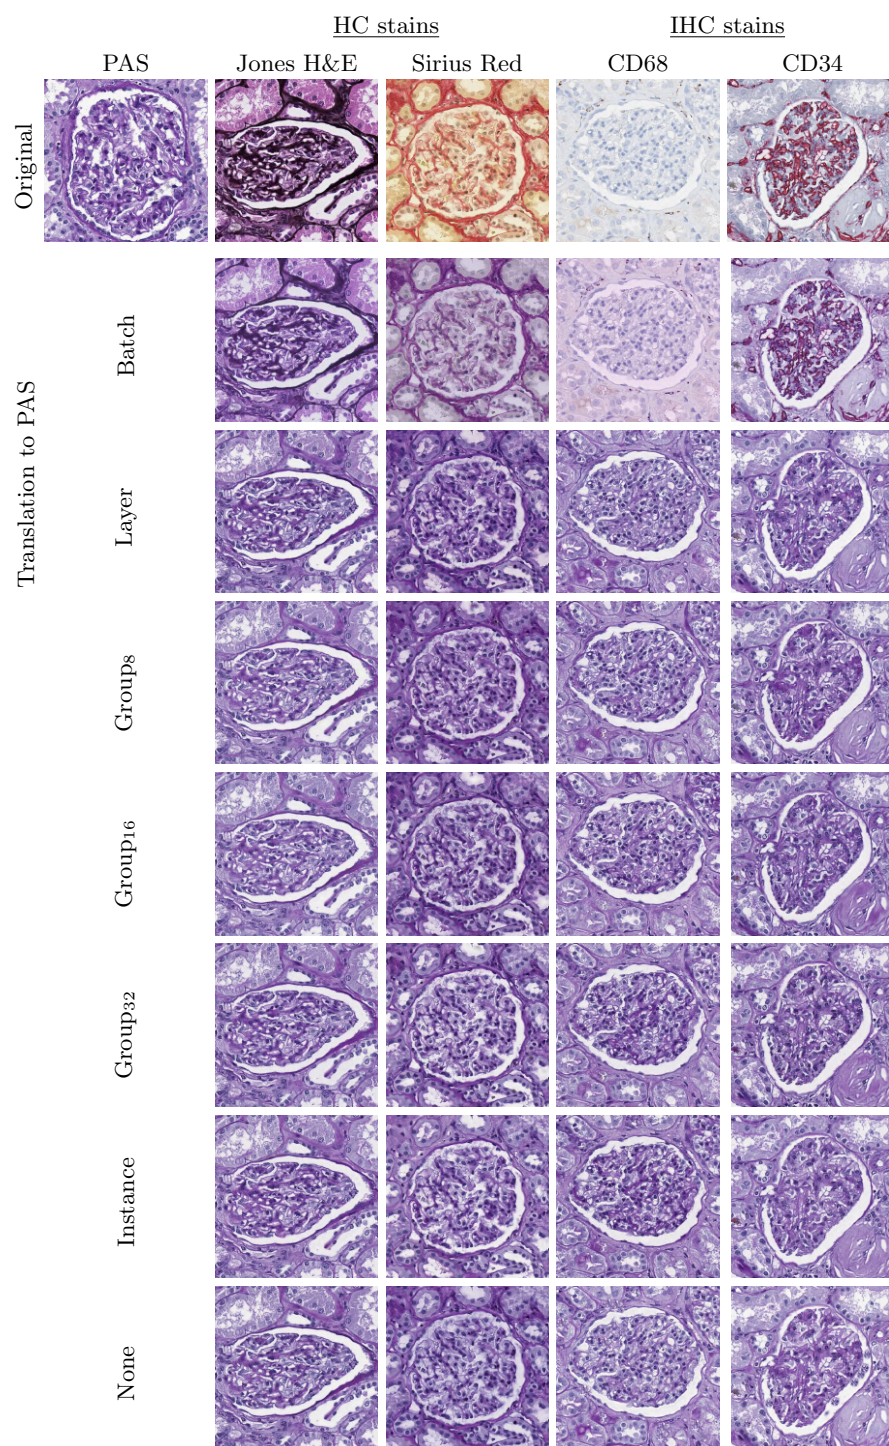 HC stains IHC stains
PAS Jones H&E Sirius Red CD68 CD34
Original
Translation to PAS
Batch
Layer
Group8
Group16
Group32
Instance
None